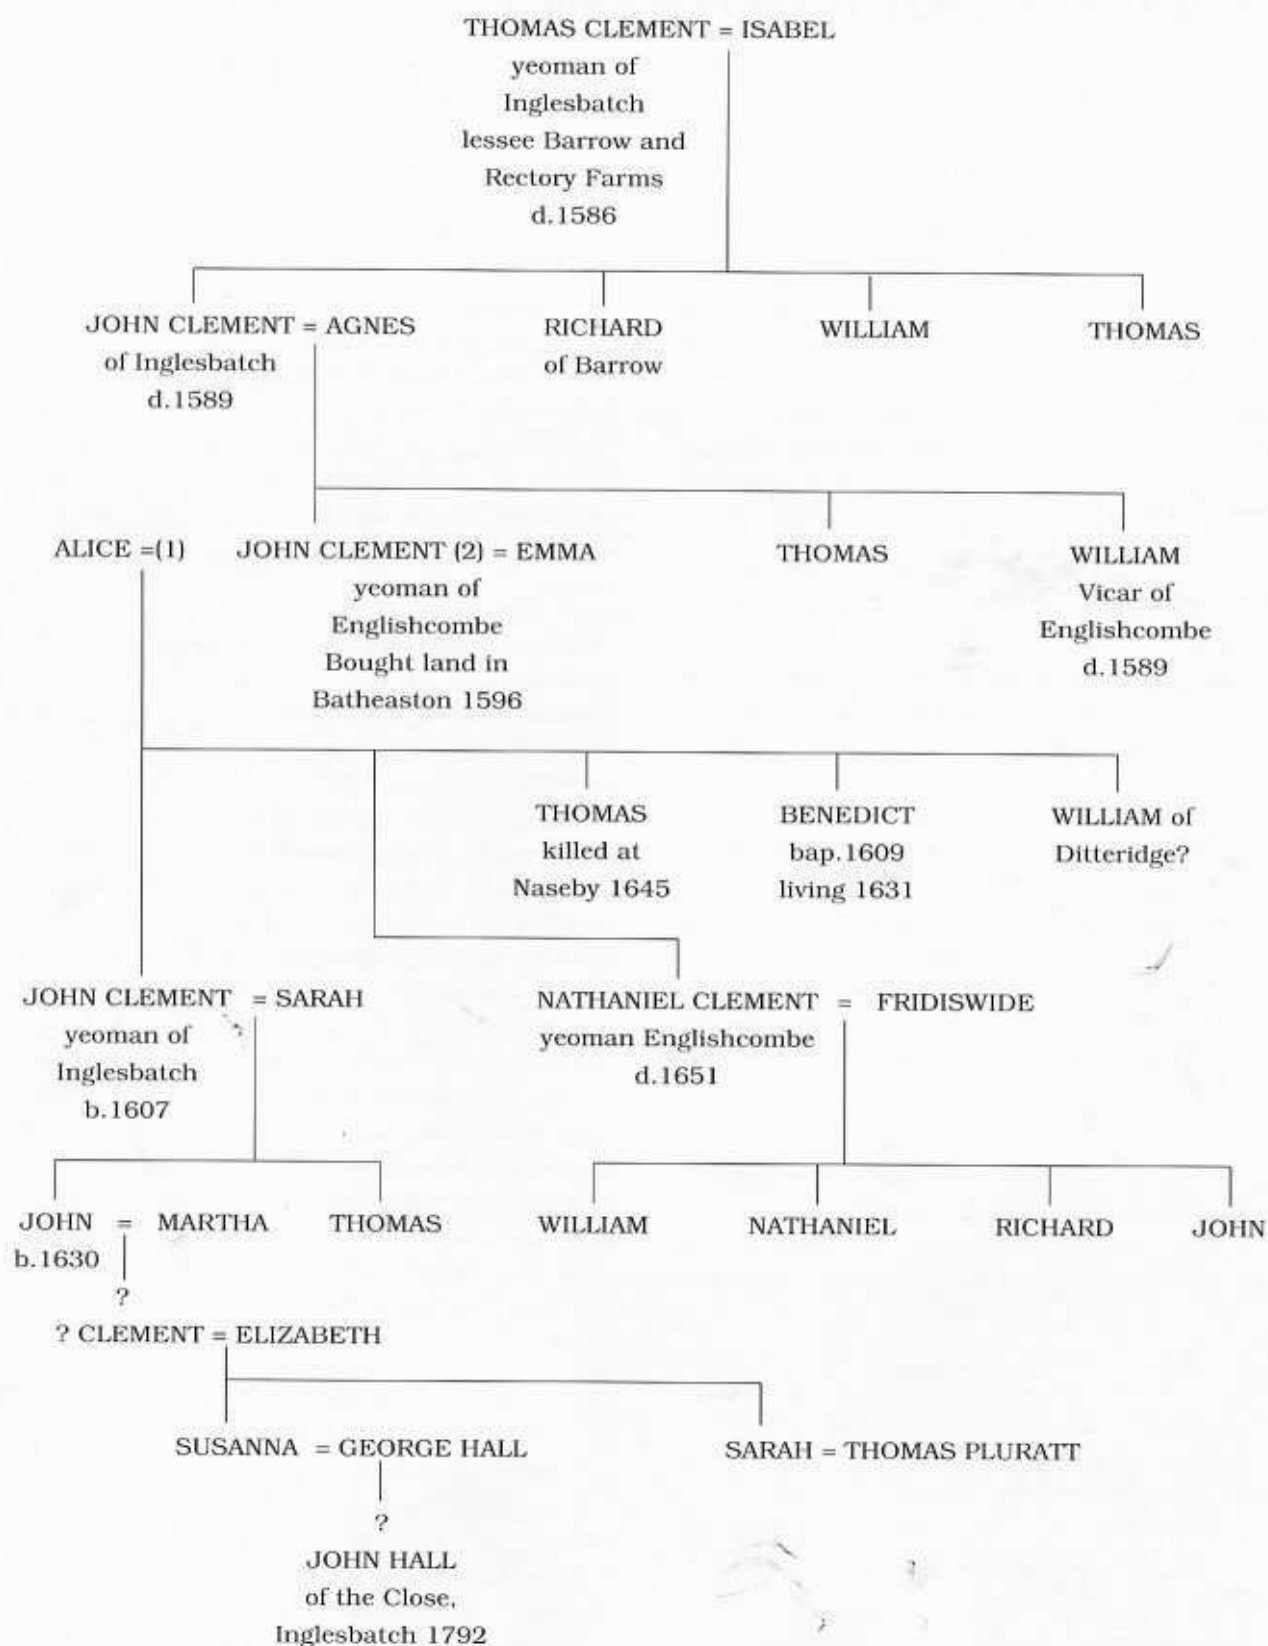 THOMAS CLEMENT = ISABEL
yeoman of
Inglesbatch
lessee Barrow and
Rectory Farms
d.1586
JOHN CLEMENT = AGNES
of Inglesbatch
d.1589
RICHARD
of Barrow
WILLIAM
THOMAS
ALICE =(1)
JOHN CLEMENT (2) = EMMA
yeoman of
Englishcombe
Bought land in
Batheaston 1596
THOMAS
WILLIAM
Vicar of
Englishcombe
d.1589
THOMAS
killed at
Naseby 1645
BENEDICT
bap.1609
living 1631
WILLIAM of
Ditteridge?
JOHN CLEMENT = SARAH
yeoman of
Inglesbatch
b.1607
NATHANIEL CLEMENT = FRIDISWIDE
yeoman Englishcombe
d.1651
JOHN = MARTHA
b.1630
?
THOMAS
WILLIAM
NATHANIEL
RICHARD
JOHN
? CLEMENT = ELIZABETH
SUSANNA = GEORGE HALL
SARAH = THOMAS PLURATT
?
JOHN HALL
of the Close,
Inglesbatch 1792